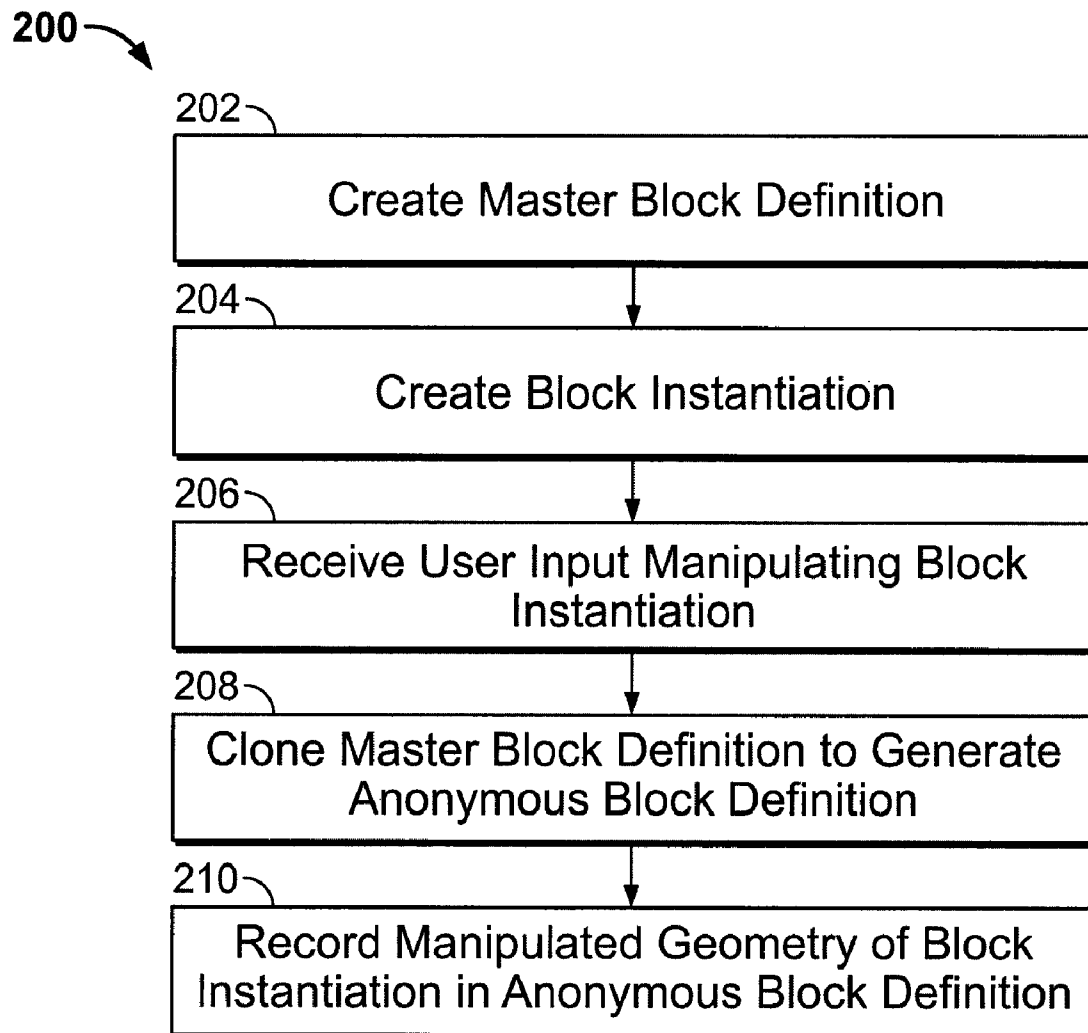 200
202
Create Master Block Definition
204
Create Block Instantiation
206
Receive User Input Manipulating Block
Instantiation
208
Clone Master Block Definition to Generate
Anonymous Block Definition
210
Record Manipulated Geometry of Block
Instantiation in Anonymous Block Definition